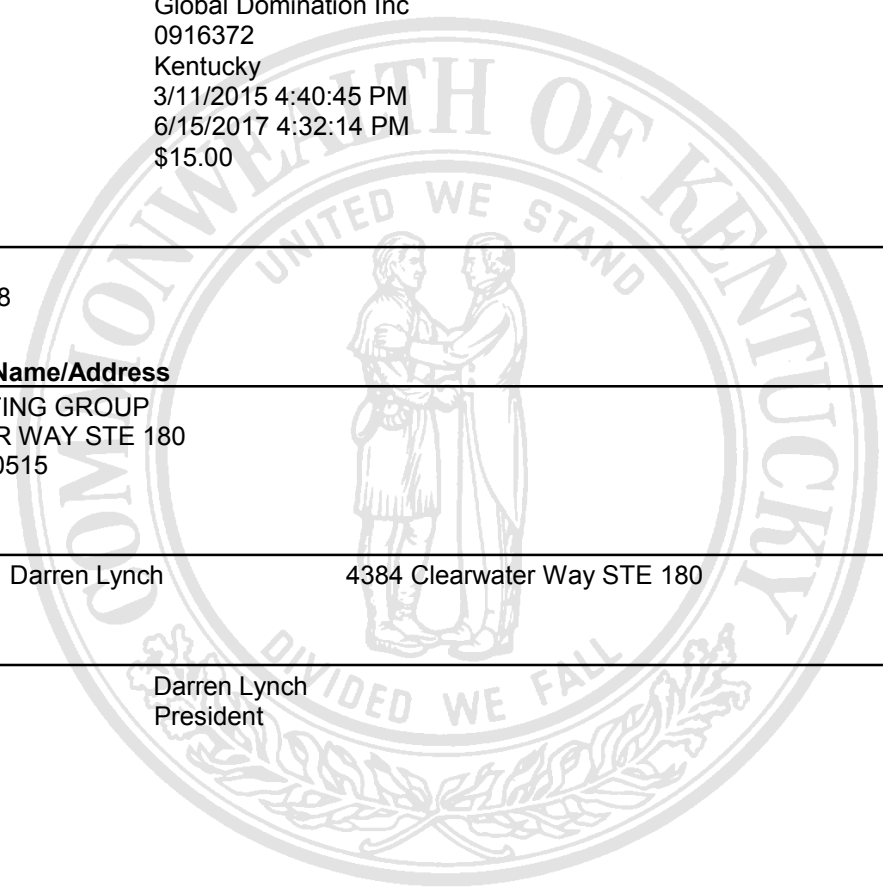 Global Domination Inc
0916372
Kentucky
3/11/2015 4:40:45 PM
6/15/2017 4:32:14 PM
$15.00
8
Name/Address
TING GROUP
R WAY STE 180
0515
Darren Lynch 4384 Clearwater Way STE 180
Darren Lynch
President
COMMONWEALTH OF KENTUCKY
UNITED WE STAND
DIVIDED WE FALL